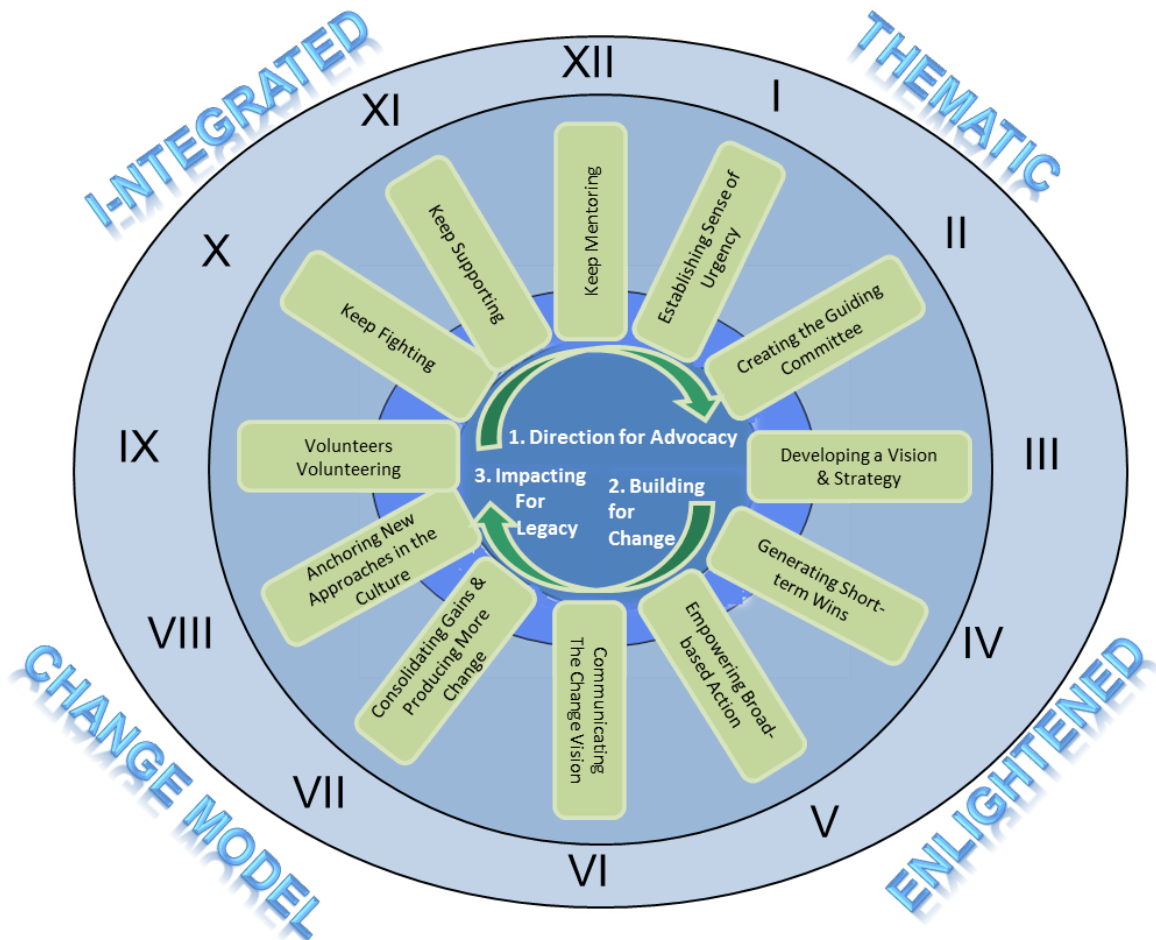 I-NTEGRATED
THEMATIC
ENLIGHTENED
CHANGE MODEL
XII
I
II
III
IV
V
VI
VII
VIII
IX
X
XI
Keep Mentoring
Establishing Sense of
Urgency
Creating the Guiding
Committee
Developing a Vision
& Strategy
Generating Short-
term Wins
Empowering Broad-
based Action
Communicating
The Change Vision
Consolidating Gains &
Producing More
Change
Anchoring New
Approaches in the
Culture
Volunteers
Volunteering
Keep Fighting
Keep Supporting
1. Direction for Advocacy
2. Building
for
Change
3. Impacting
For
Legacy